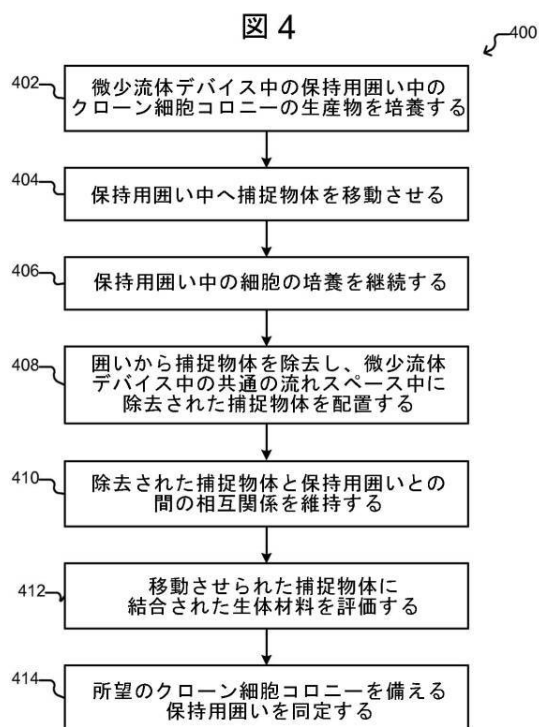 図 4
400
402
微少流体デバイス中の保持用囲い中の
クローン細胞コロニーの生産物を培養する
404
保持用囲い中へ捕捉物体を移動させる
406
保持用囲い中の細胞の培養を継続する
408
囲いから捕捉物体を除去し、微少流体
デバイス中の共通の流れスペース中に
除去された捕捉物体を配置する
410
除去された捕捉物体と保持用囲いとの
間の相互関係を維持する
412
移動させられた捕捉物体に
結合された生体材料を評価する
414
所望のクローン細胞コロニーを備える
保持用囲いを同定する